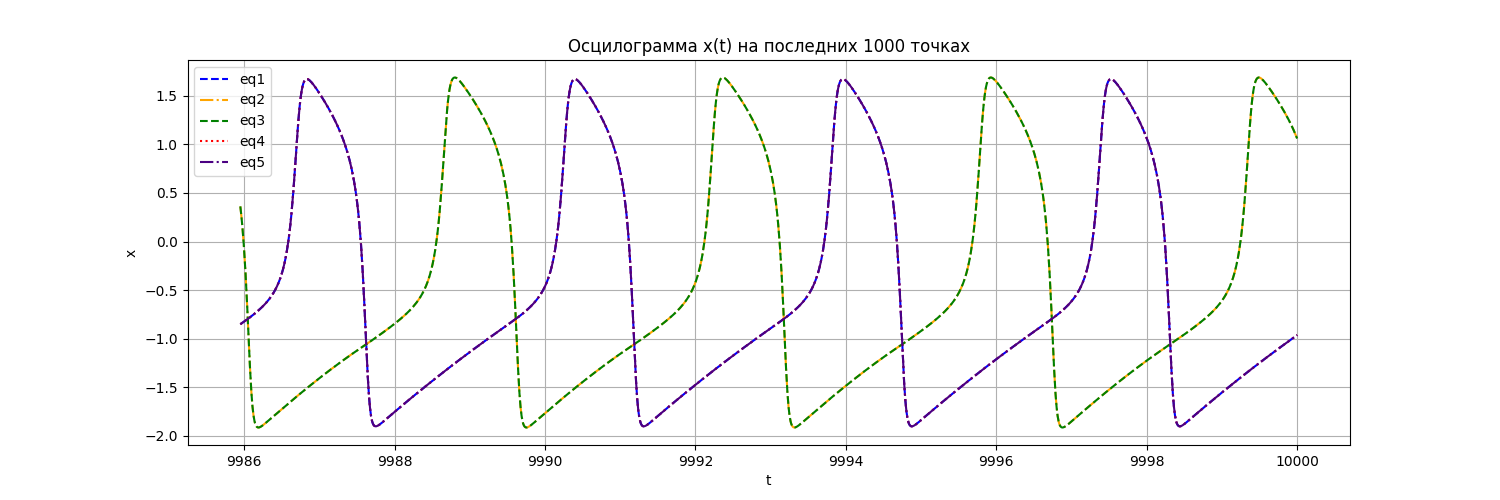 Осцилограмма x(t) на последних 1000 точках
eq1
eq2
eq3
eq4
eq5
1.5
1.0
0.5
0.0
−0.5
−1.0
−1.5
−2.0
x
9986
9988
9990
9992
9994
9996
9998
10000
t